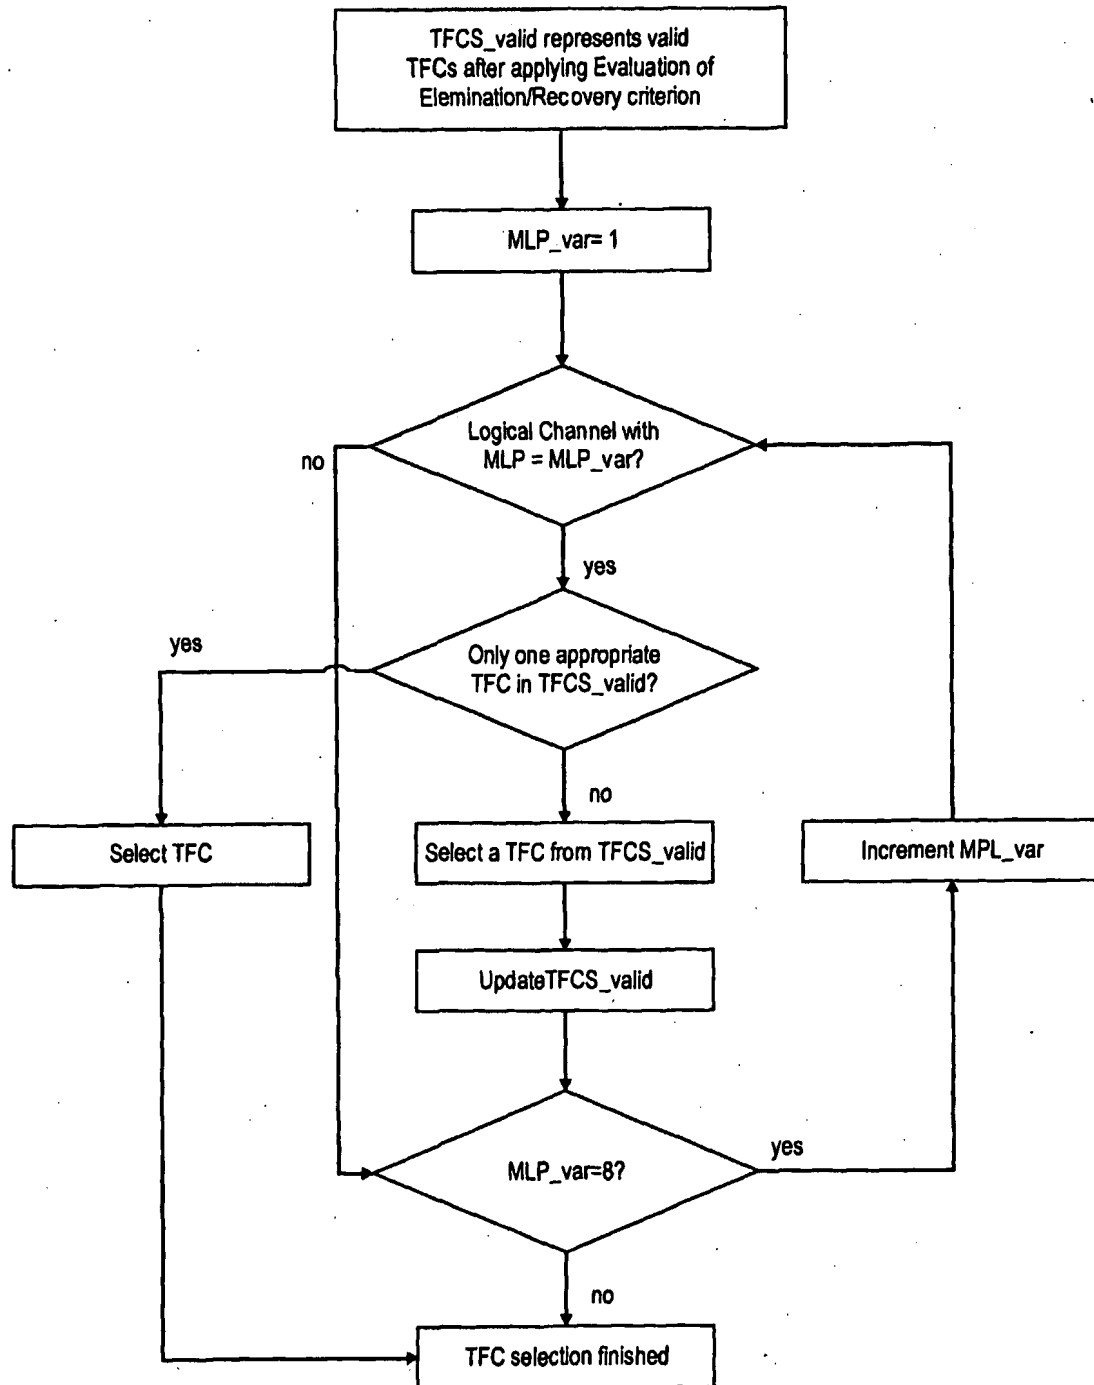 TFCS_valid represents valid
TFCs after applying Evaluation of
Elemination/Recovery criterion
MLP_var= 1
Logical Channel with
MLP = MLP_var?
no
yes
Only one appropriate
TFC in TFCS_valid?
yes
no
Select TFC
Select a TFC from TFCS_valid
Increment MPL_var
UpdateTFCS_valid
MLP_var=8?
yes
no
TFC selection finished